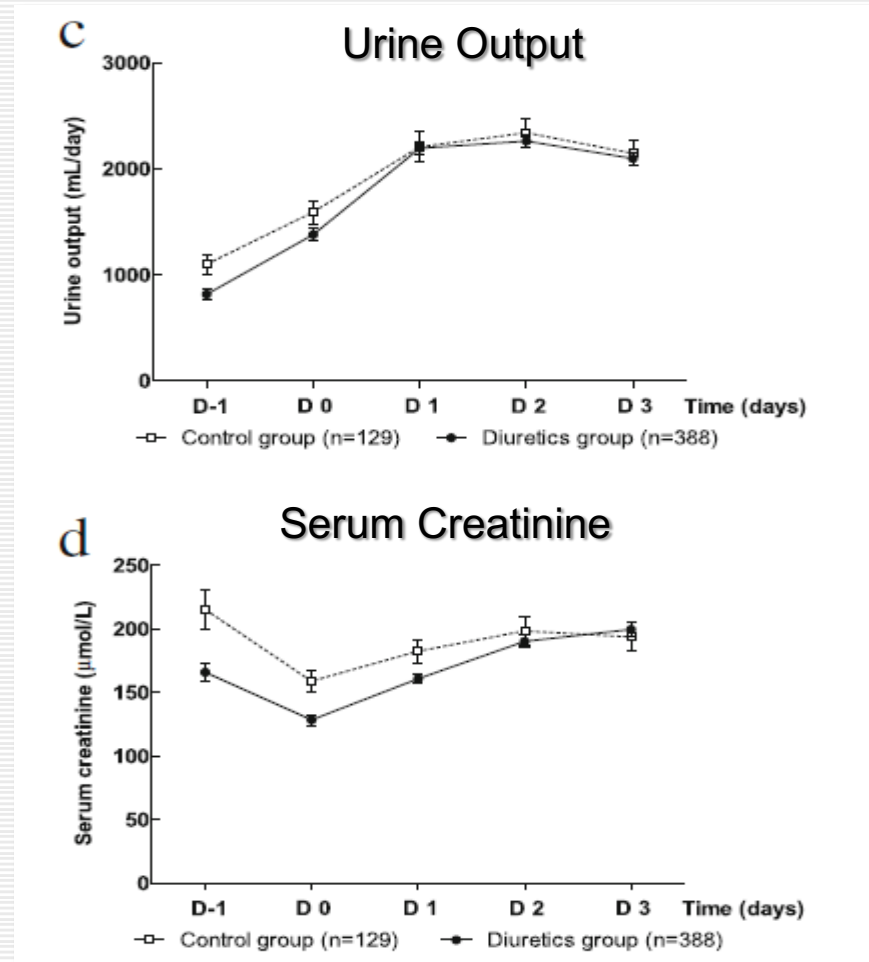 c
Urine Output
3000
2000
1000
0
Urine output (mL/day)
D-1 D 0 D 1 D 2 D 3 Time (days)
Control group (n=129) Diuretics group (n=388)
d
Serum Creatinine
250
200
150
100
50
0
Serum creatinine (μmol/L)
D-1 D 0 D 1 D 2 D 3 Time (days)
Control group (n=129) Diuretics group (n=388)